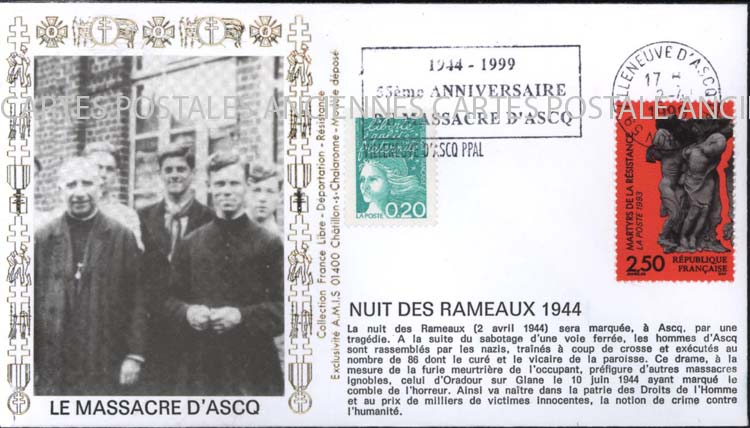 CARTES POSTALES ANCIENNES CARTES POSTALE ANCIEN
Collection France Libre - Déportation - Résistance
Exclusivité A.M.I.S 01400 Châtillon-s-Chalaronne - Modèle déposé
LE MASSACRE D'ASCQ
1944 - 1999
55ème ANNIVERSAIRE
MASSACRE D'ASCQ
VILLENEUVE D'ASCQ PPAL
LA POSTE 0,20
VILLENEUVE D'ASCQ
17 H
MARTYRS DE LA RÉSISTANCE
LA POSTE 1993
2,50 RÉPUBLIQUE FRANÇAISE
NUIT DES RAMEAUX 1944
La nuit des Rameaux (2 avril 1944) sera marquée, à Ascq, par une
tragédie. A la suite du sabotage d'une voie ferrée, les hommes d'Ascq
sont rassemblés par les nazis, traînés à coup de crosse et exécutés au
nombre de 86 dont le curé et le vicaire de la paroisse. Ce drame, à la
mesure de la furie meurtrière de l'occupant, préfigure d'autres massacres
ignobles, celui d'Oradour sur Glane le 10 juin 1944 ayant marqué le
comble de l'horreur. Ainsi va naître dans la patrie des Droits de l'Homme
et au prix de milliers de victimes innocentes, la notion de crime contre
l'humanité.